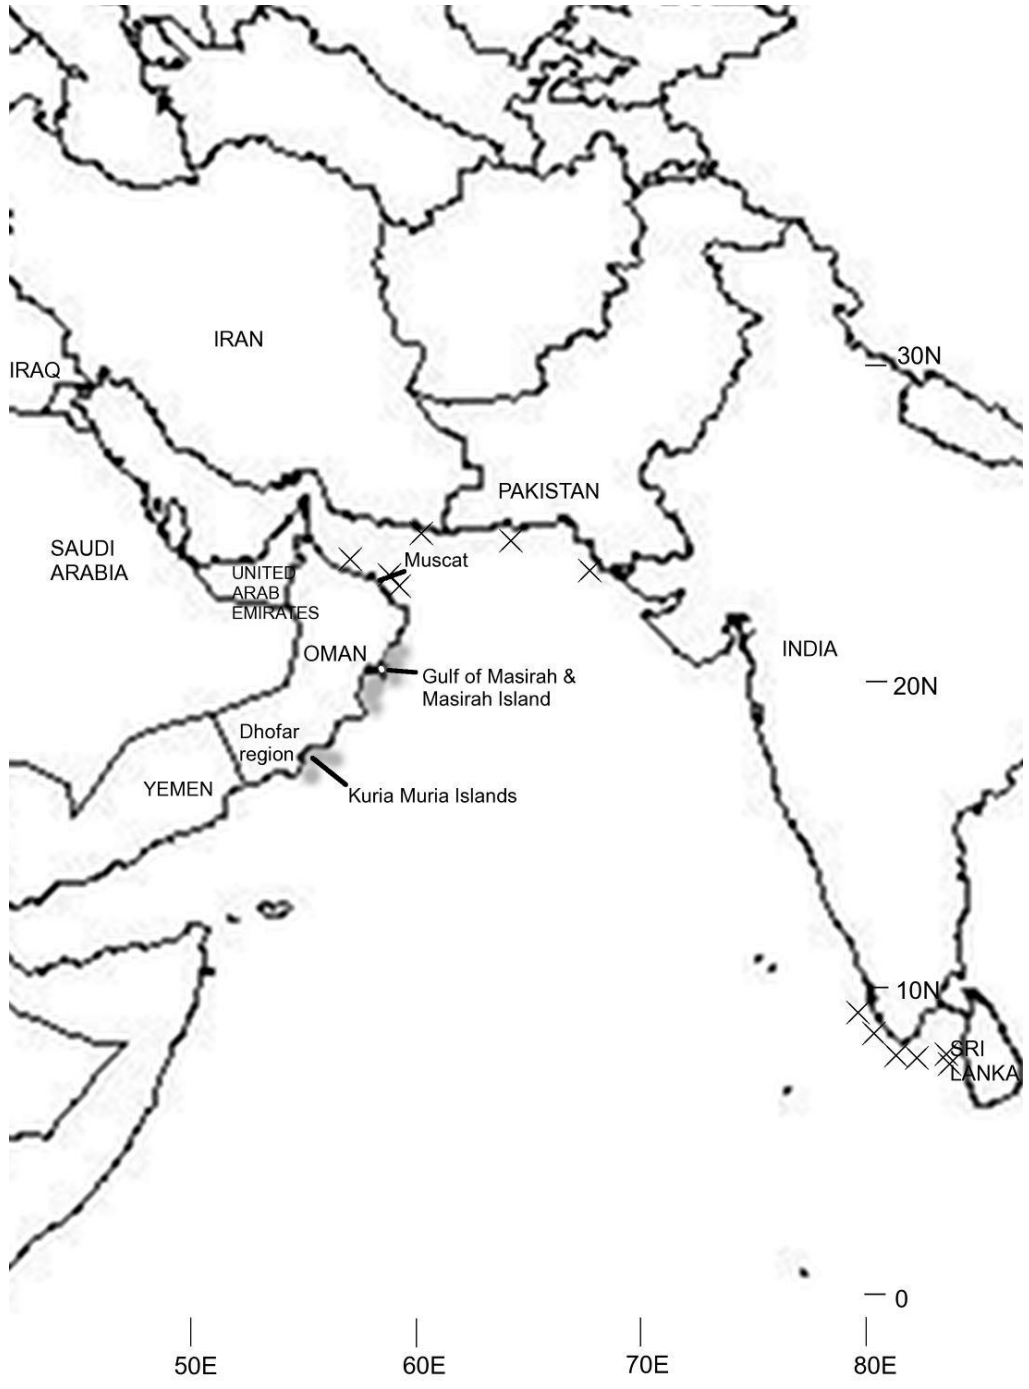 IRAN
30N
IRAQ
PAKISTAN
SAUDI
ARABIA
Muscat
UNITED
ARAB
EMIRATES
OMAN
INDIA
Gulf of Masirah &
Masirah Island
20N
Dhofar
region
YEMEN
Kuria Muria Islands
10N
SRI
LANKA
0
50E
60E
70E
80E